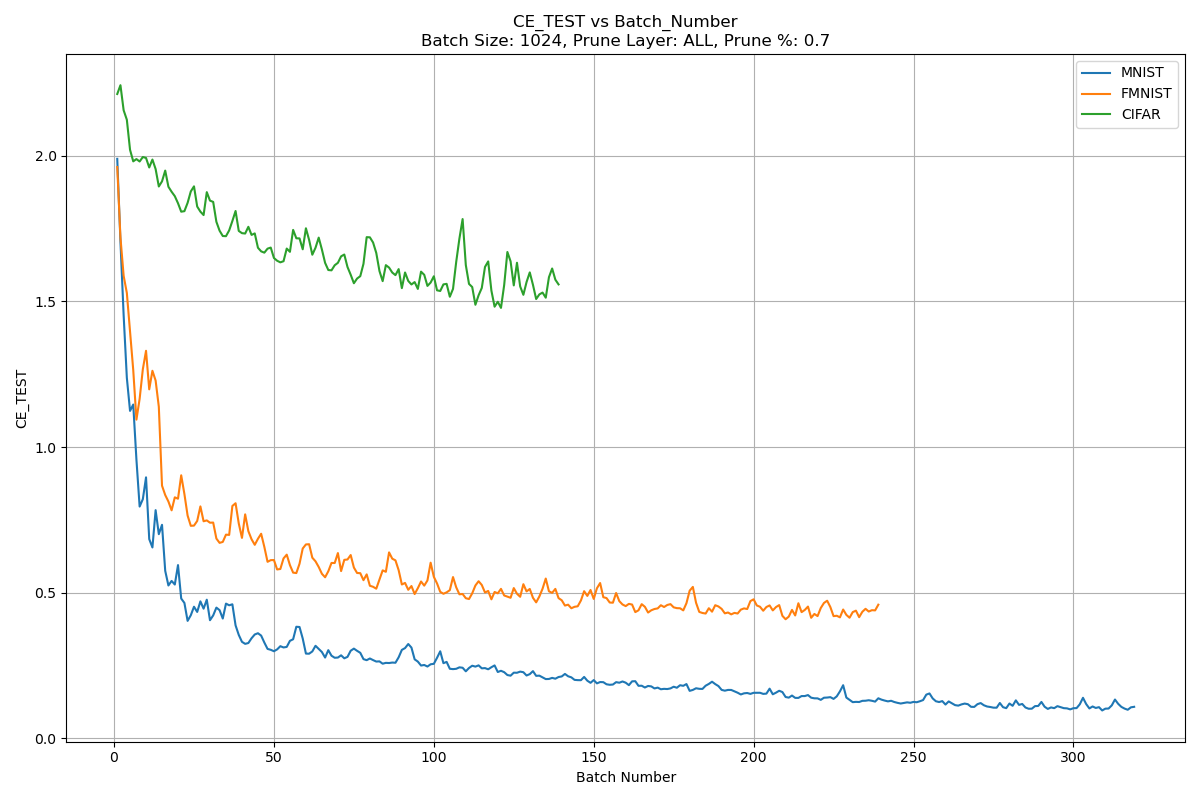 CE_TEST vs Batch_Number
Batch Size: 1024, Prune Layer: ALL, Prune %: 0.7
MNIST
FMNIST
CIFAR
CE_TEST
2.0
1.5
1.0
0.5
0.0
0 50 100 150 200 250 300
Batch Number